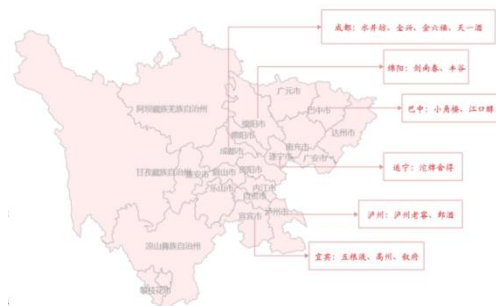 成都：水井坊、全兴、金六福、天一酒
绵阳：剑南春、丰谷
广元市
巴中市
巴中：小角楼、江口醇
阿坝藏族羌族自治州
绵阳市
达州市
德阳市
南充市
成都市
遂宁市
广安市
遂宁：沱牌舍得
甘孜藏族自治州
雅安市
眉山市
资阳市
乐山市
内江市
自贡市
泸州市
泸州：泸州老窖、郎酒
宜宾市
凉山彝族自治州
宜宾：五粮液、高州、叙府
攀枝花市